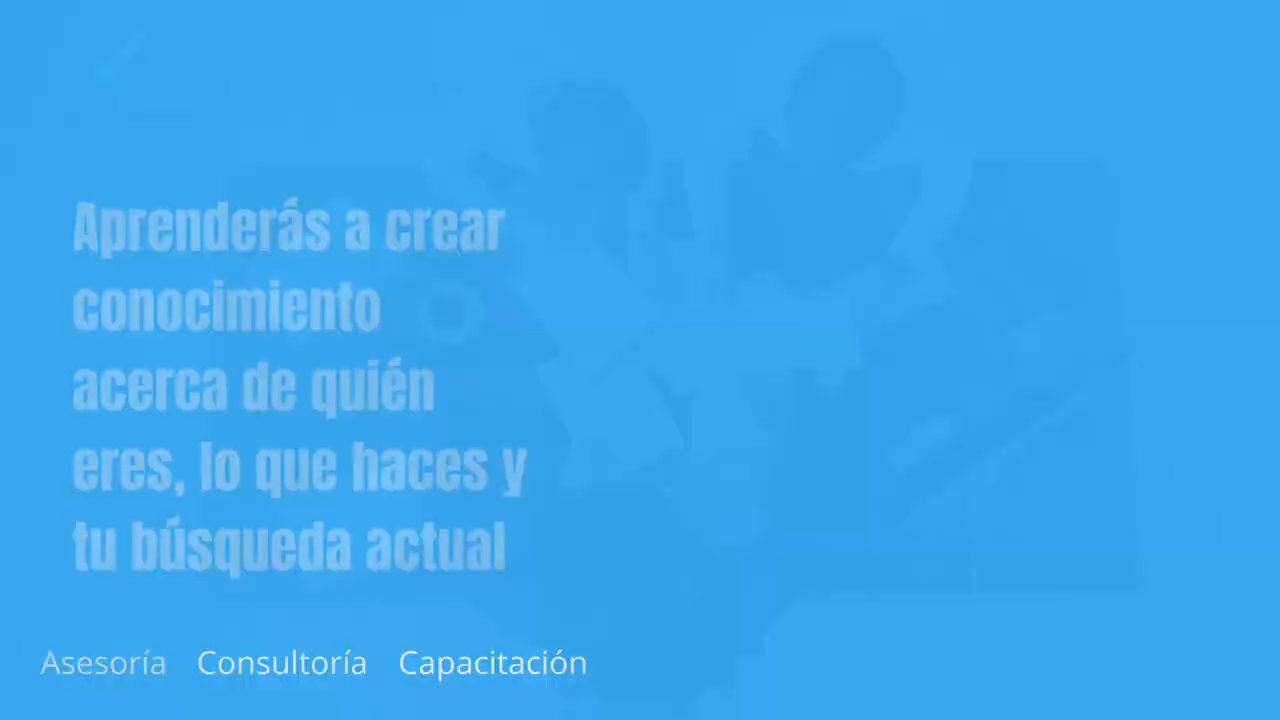 Aprenderás a crear
conocimiento
acerca de quién
eres, lo que haces y
tu búsqueda actual
Asesoría Consultoría Capacitación